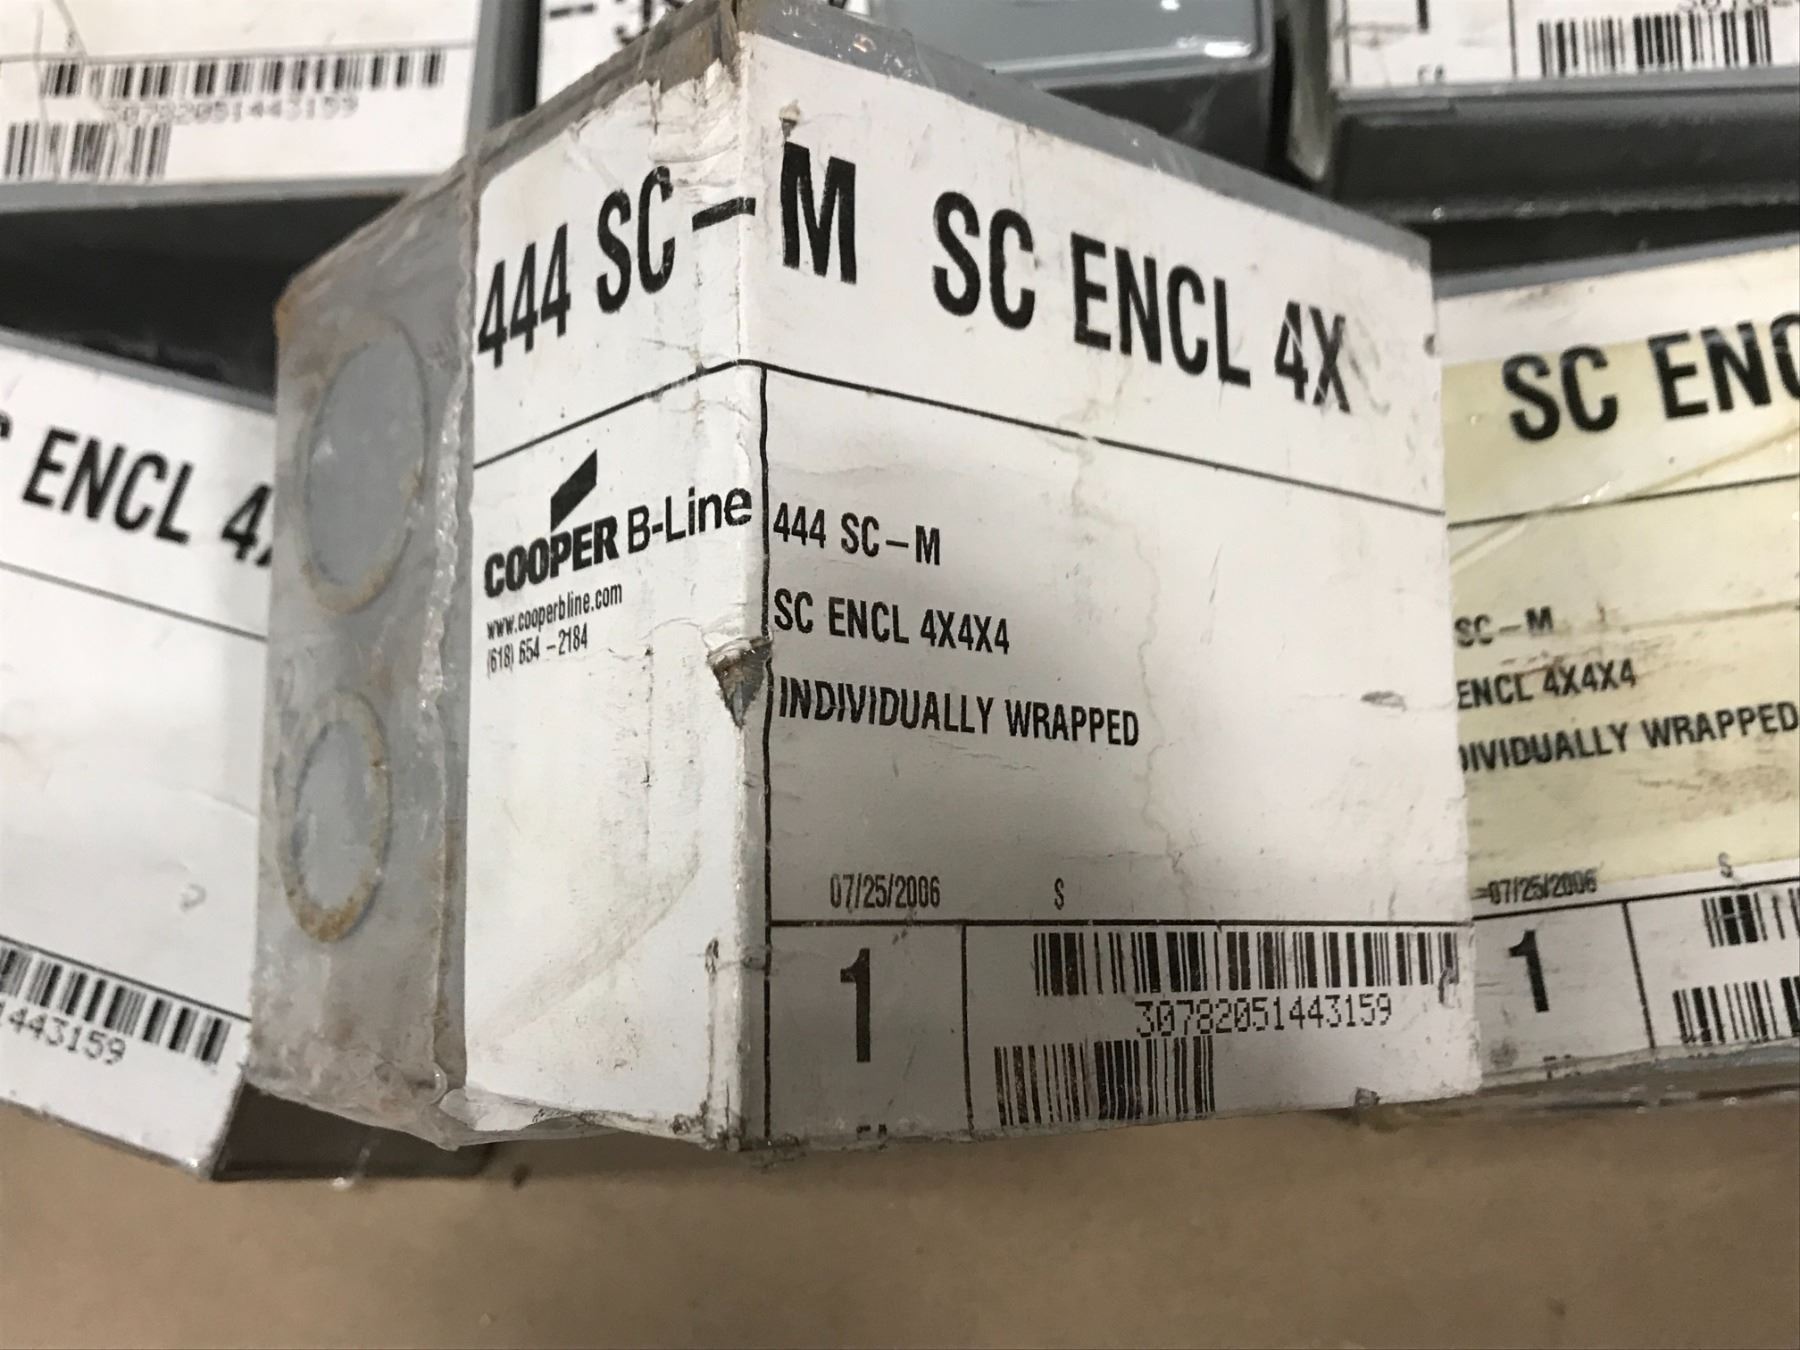 30782051443159
444 SC-M SC ENCL 4X
COOPER B-Line
www.cooperbline.com
(618) 654-2184
444 SC-M
SC ENCL 4X4X4
INDIVIDUALLY WRAPPED
07/25/2006 S
1
30782051443159
ENCL 4
1443159
SC ENC
SC-M
ENCL 4X4X4
IVIDUALLY WRAPPED
07/25/2006 S
1